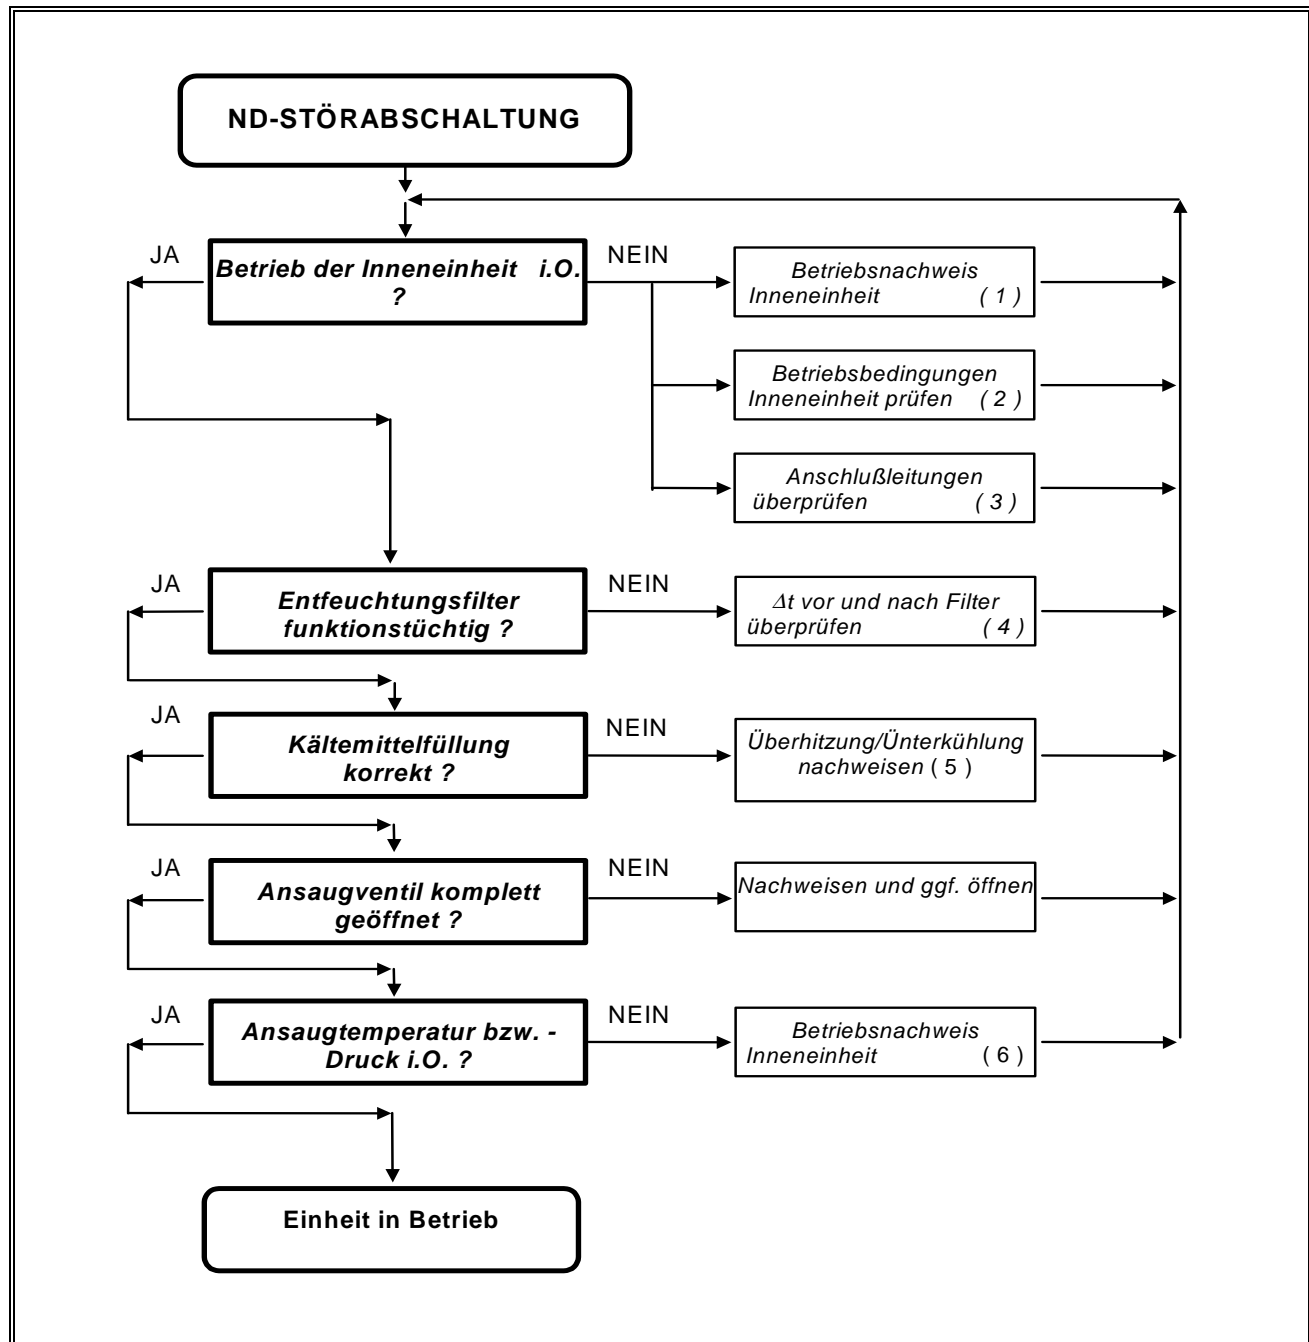 ND-STÖRABSCHALTUNG
JA
Betrieb der Inneneinheit i.O.
?
NEIN
Betriebsnachweis
Inneneinheit ( 1 )
Betriebsbedingungen
Inneneinheit prüfen ( 2 )
Anschlußleitungen
überprüfen ( 3 )
JA
Entfeuchtungsfilter
funktionstüchtig ?
NEIN
Δt vor und nach Filter
überprüfen ( 4 )
JA
Kältemittelfüllung
korrekt ?
NEIN
Überhitzung/Ünterkühlung
nachweisen ( 5 )
JA
Ansaugventil komplett
geöffnet ?
NEIN
Nachweisen und ggf. öffnen
JA
Ansaugtemperatur bzw. -
Druck i.O. ?
NEIN
Betriebsnachweis
Inneneinheit ( 6 )
Einheit in Betrieb